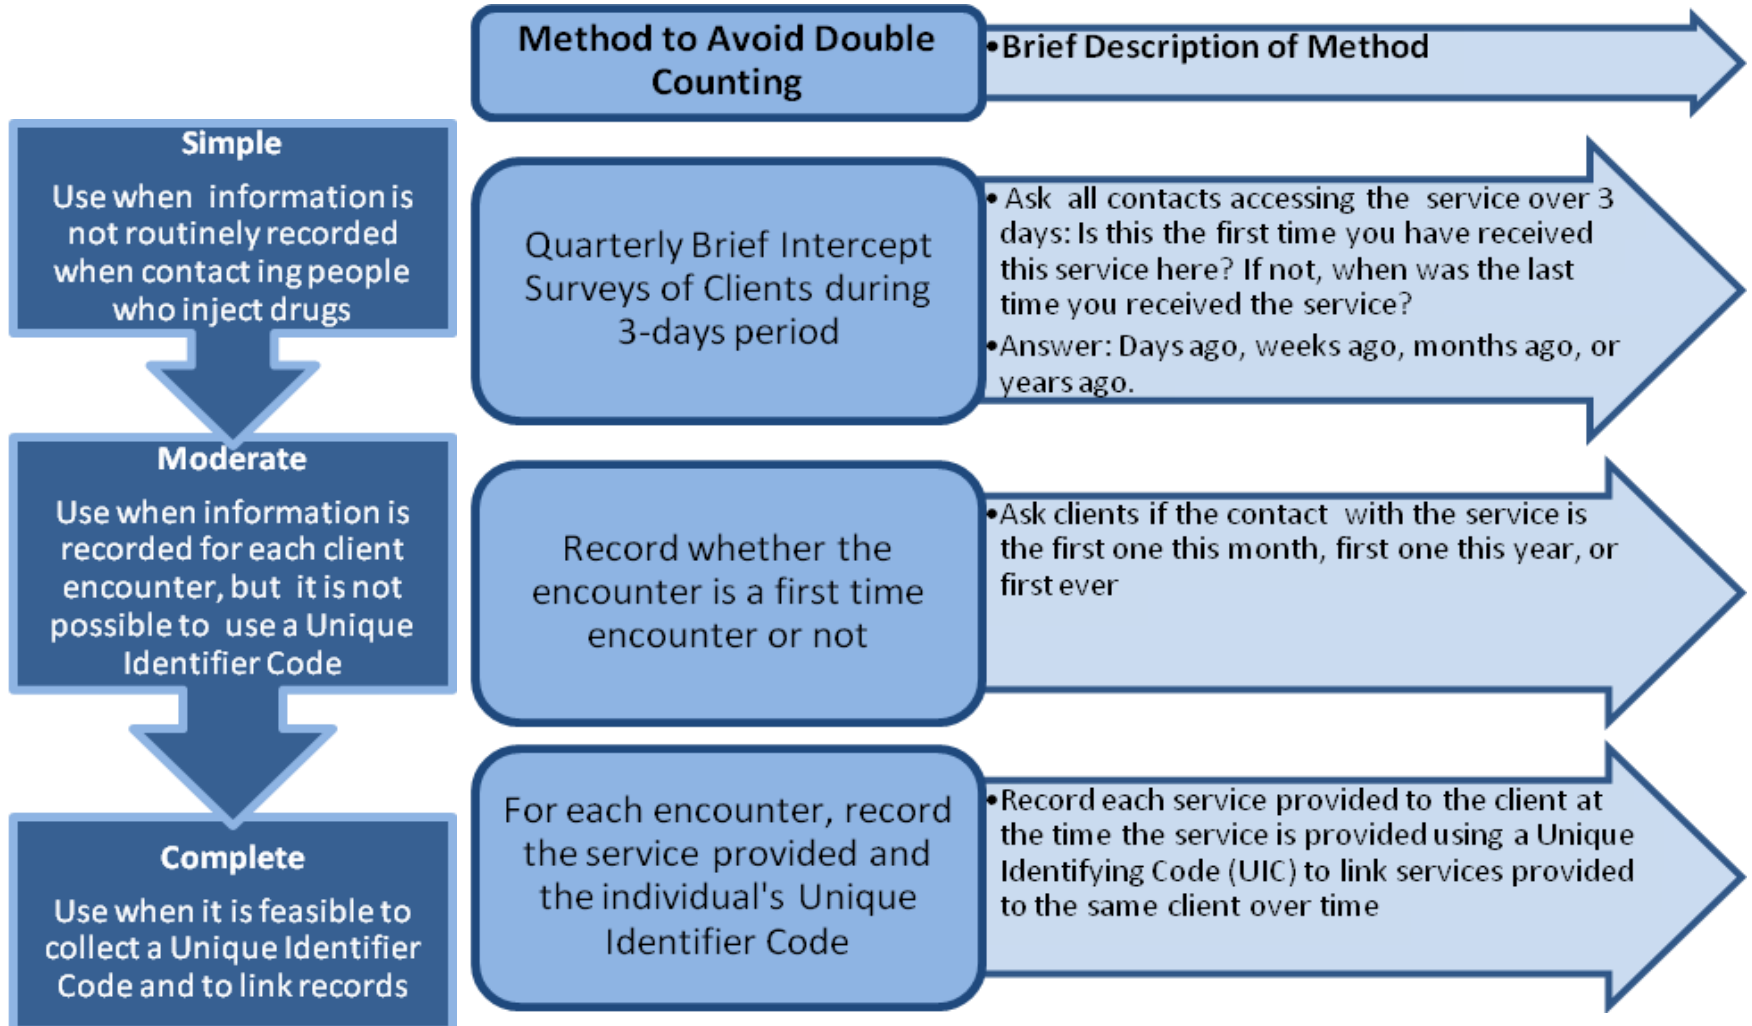 Method to Avoid Double
Counting
•Brief Description of Method
Simple
Use when information is
not routinely recorded
when contact ing people
who inject drugs
Quarterly Brief Intercept
Surveys of Clients during
3-days period
• Ask all contacts accessing the service over 3
days: Is this the first time you have received
this service here? If not, when was the last
time you received the service?
•Answer: Days ago, weeks ago, months ago, or
years ago.
Moderate
Use when information is
recorded for each client
encounter, but it is not
possible to use a Unique
Identifier Code
Record whether the
encounter is a first time
encounter or not
•Ask clients if the contact with the service is
the first one this month, first one this year, or
first ever
Complete
Use when it is feasible to
collect a Unique Identifier
Code and to link records
For each encounter, record
the service provided and
the individual's Unique
Identifier Code
•Record each service provided to the client at
the time the service is provided using a Unique
Identifying Code (UIC) to link services provided
to the same client over time